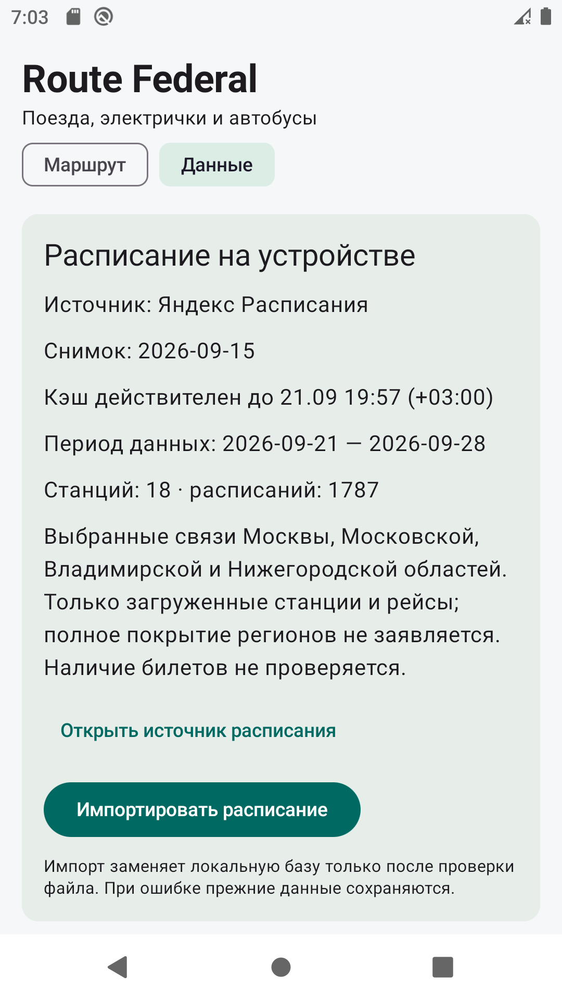 7:03
Route Federal
Поезда, электрички и автобусы
Маршрут
Данные
Расписание на устройстве
Источник: Яндекс Расписания
Снимок: 2026-09-15
Кэш действителен до 21.09 19:57 (+03:00)
Период данных: 2026-09-21 — 2026-09-28
Станций: 18 · расписаний: 1787
Выбранные связи Москвы, Московской,
Владимирской и Нижегородской областей.
Только загруженные станции и рейсы;
полное покрытие регионов не заявляется.
Наличие билетов не проверяется.
Открыть источник расписания
Импортировать расписание
Импорт заменяет локальную базу только после проверки
файла. При ошибке прежние данные сохраняются.